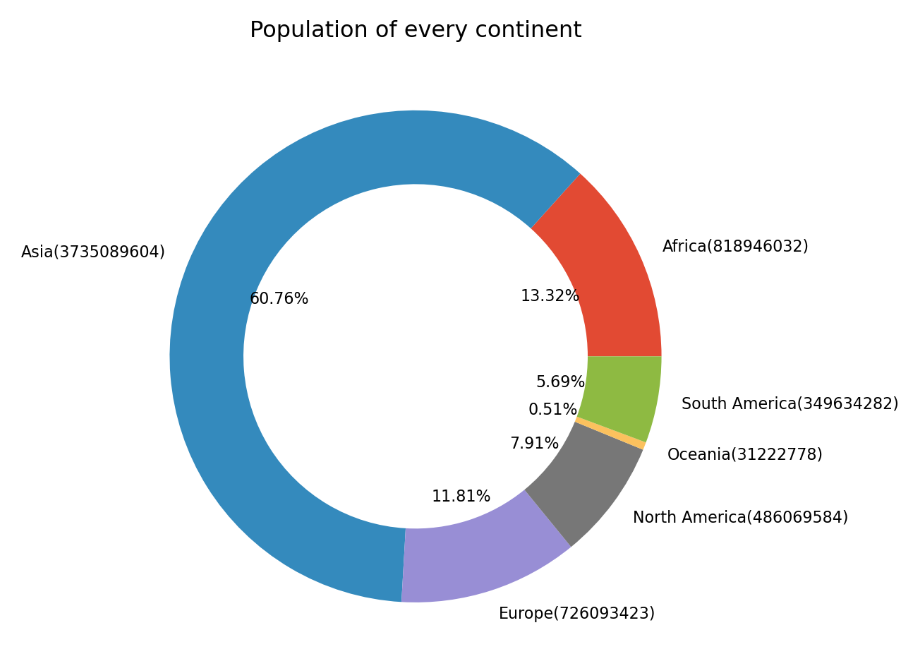 Population of every continent
Africa(818946032)
Asia(3735089604)
13.32%
60.76%
5.69%
South America(349634282)
0.51%
7.91%
Oceania(31222778)
11.81%
North America(486069584)
Europe(726093423)